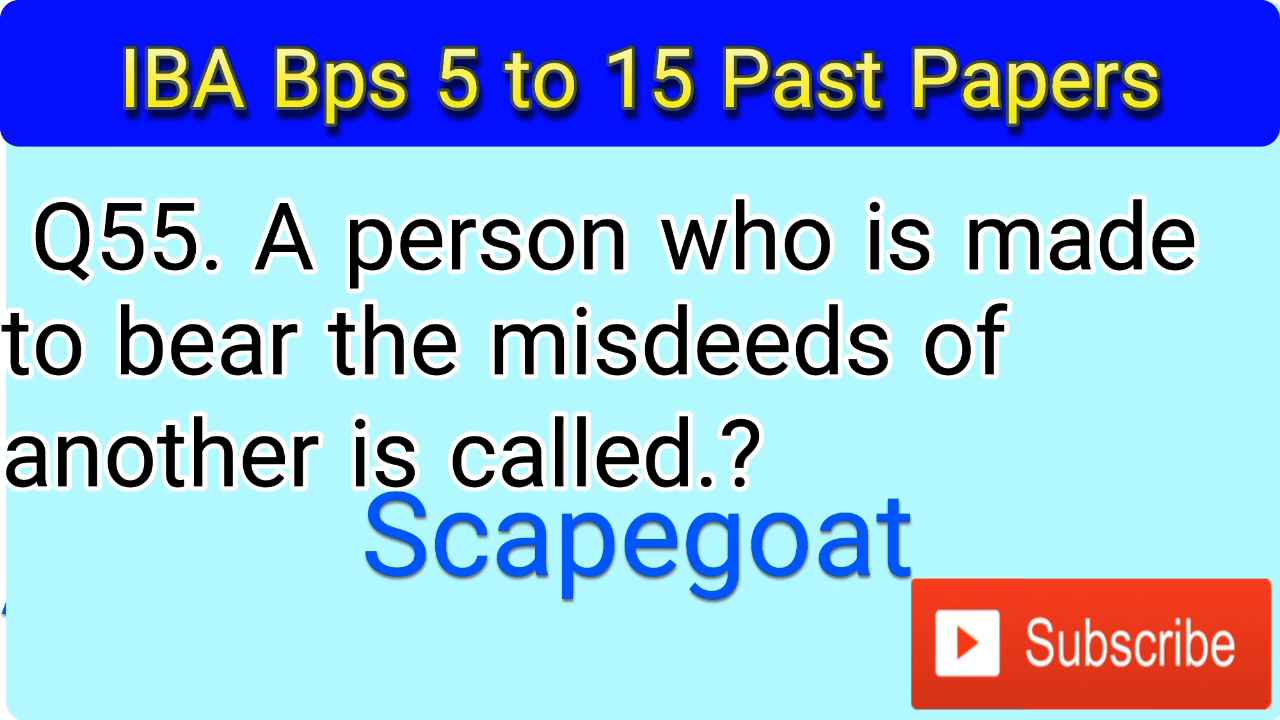 IBA Bps 5 to 15 Past Papers
Q55. A person who is made
to bear the misdeeds of
another is called.?
Scapegoat
Subscribe